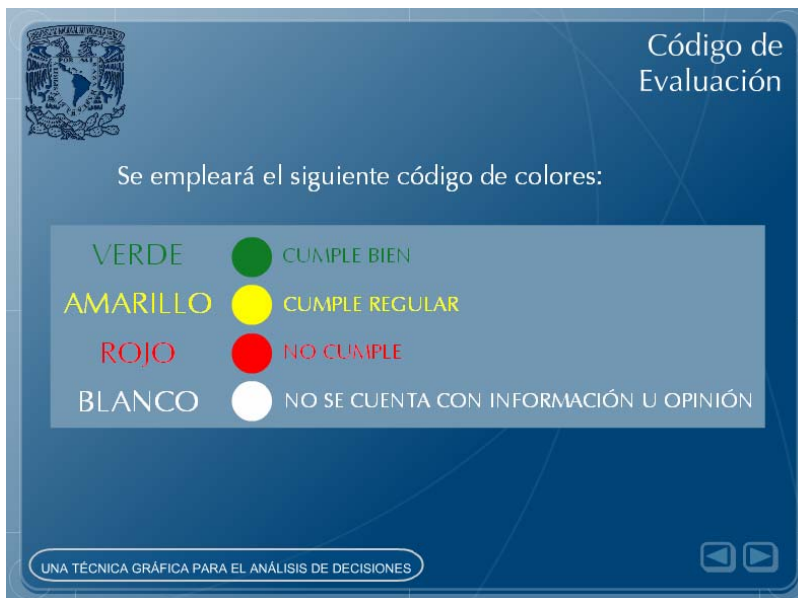 Código de
Evaluación
Se empleará el siguiente código de colores:
VERDE CUMPLE BIEN
AMARILLO CUMPLE REGULAR
ROJO NO CUMPLE
BLANCO NO SE CUENTA CON INFORMACIÓN U OPINIÓN
UNA TÉCNICA GRÁFICA PARA EL ANÁLISIS DE DECISIONES